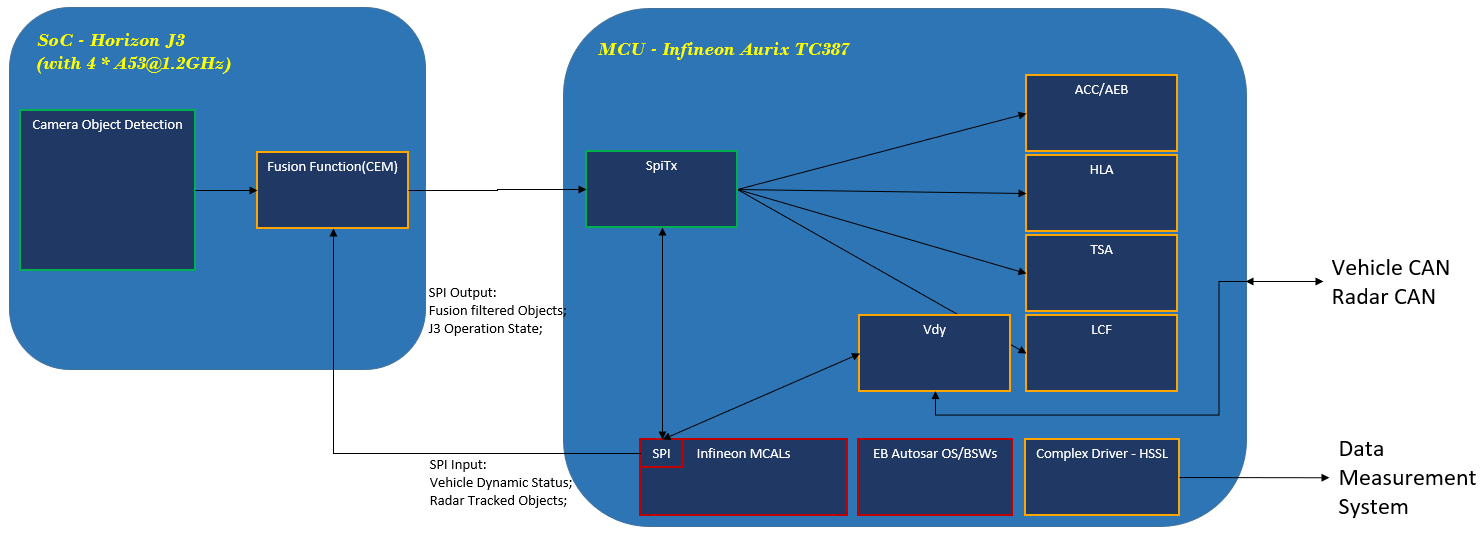 SoC - Horizon J3
(with 4 * A53@1.2GHz)
Camera Object Detection
Fusion Function(CEM)
SPI Output:
Fusion filtered Objects;
J3 Operation State;
SPI Input:
Vehicle Dynamic Status;
Radar Tracked Objects;
MCU - Infineon Aurix TC387
SpiTx
ACC/AEB
HLA
TSA
LCF
Vdy
SPI
Infineon MCALs
EB Autosar OS/BSWs
Complex Driver - HSSL
Vehicle CAN
Radar CAN
Data
Measurement
System